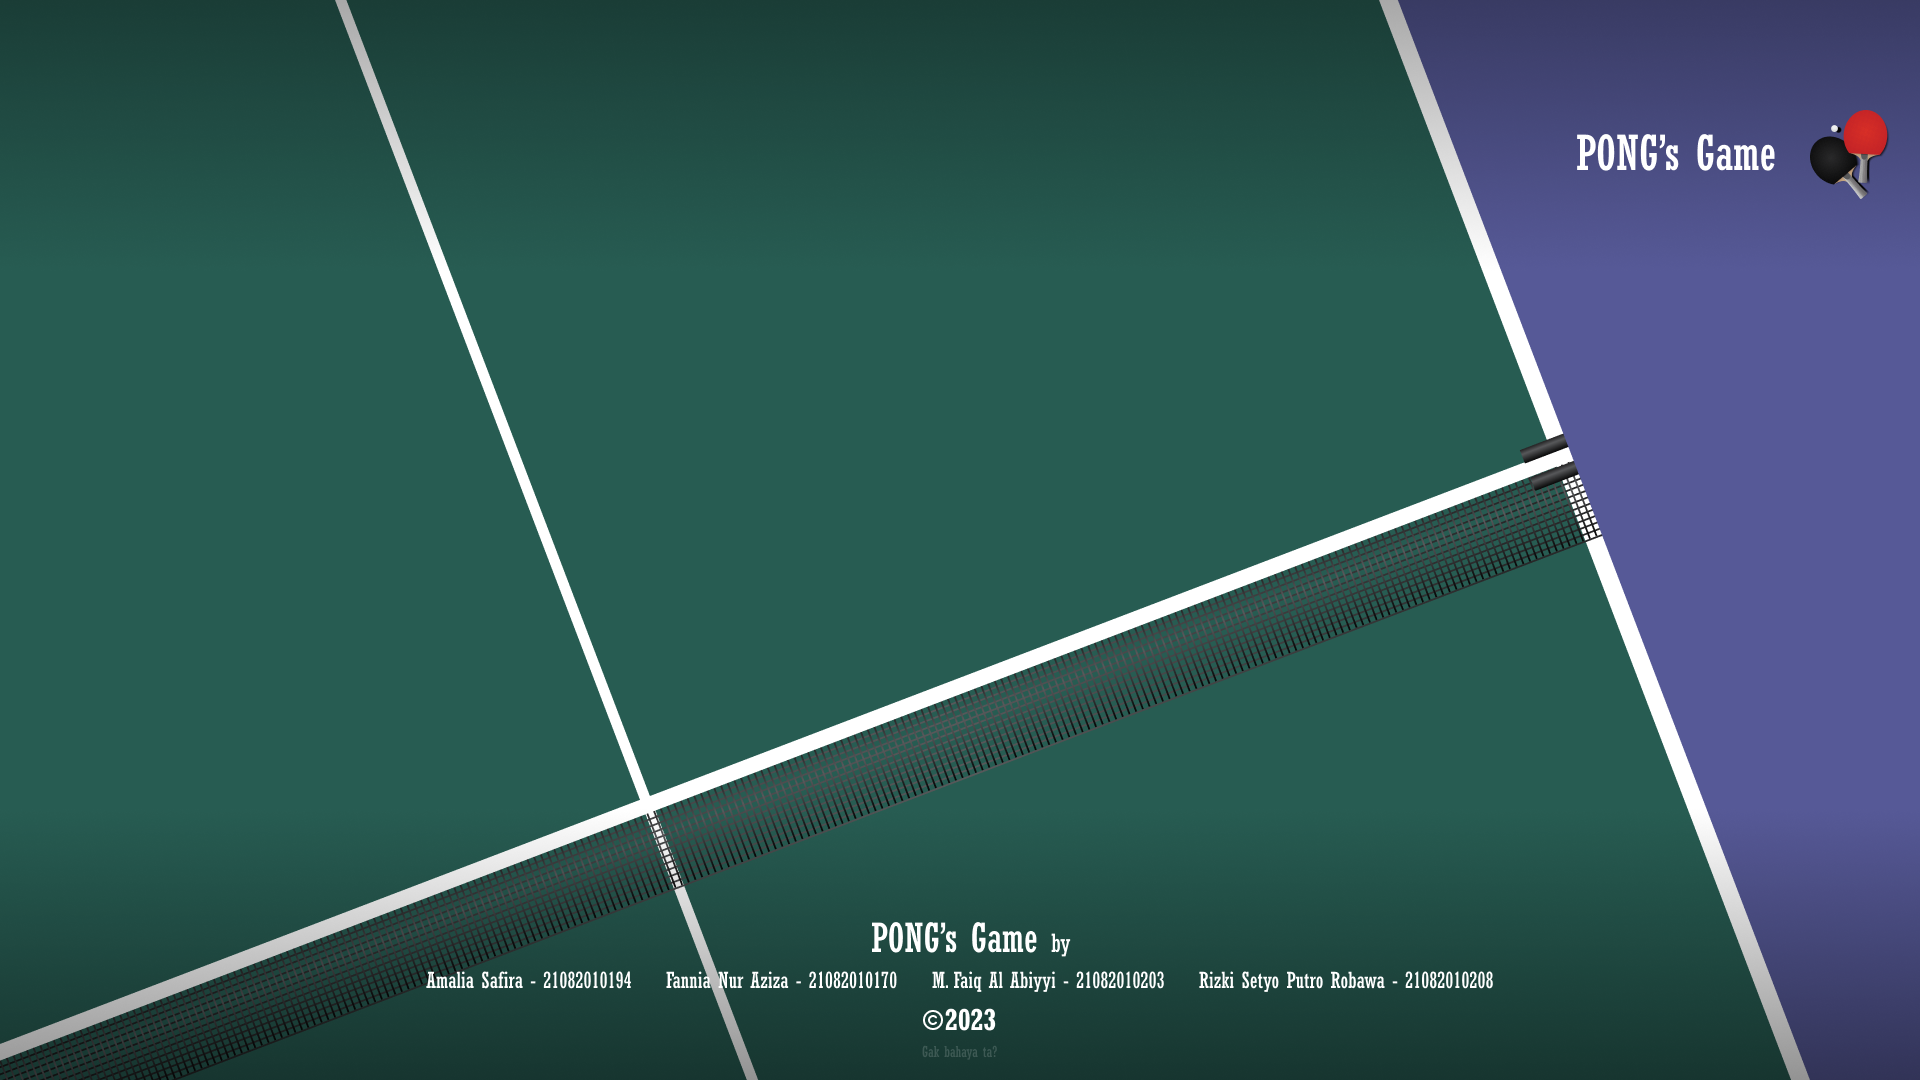 PONG's Game
PONG's Game by
Amalia Safira - 21082010194 Fannia Nur Aziza - 21082010170 M. Faiq Al Abiyyi - 21082010203 Rizki Setyo Putro Robawa - 21082010208
©2023
Gak bahaya ta?